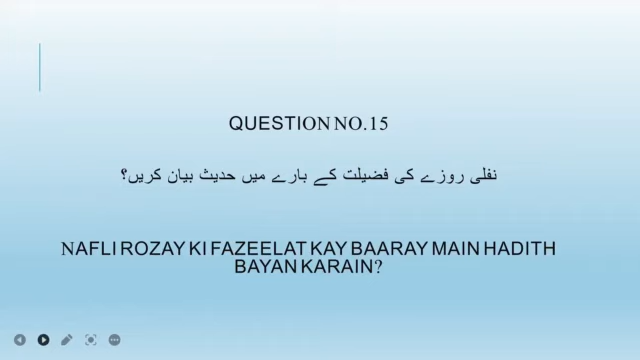 QUESTION NO.15
نفلی روزے کی فضیلت کے بارے میں حدیث بیان کریں؟
NAFLI ROZAY KI FAZEELAT KAY BAARAY MAIN HADITH
BAYAN KARAIN?